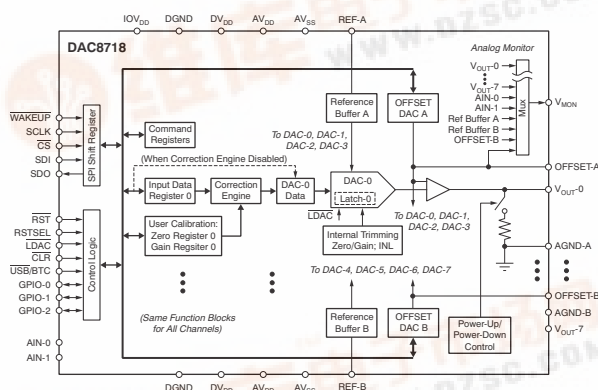 IOVDD DGND DVDD AVDD AVSS REF-A
DAC8718
Analog Monitor
VOUT-0
VOUT-7
AIN-0
AIN-1
Ref Buffer A
Ref Buffer B
OFFSET-B
Mux
VMON
WAKEUP
SCLK
CS
SDI
SDO
SPI Shift Register
Command
Registers
Reference
Buffer A
OFFSET
DAC A
To DAC-0, DAC-1,
DAC-2, DAC-3
(When Correction Engine Disabled)
OFFSET-A
Input Data
Register 0
Correction
Engine
DAC-0
Data
DAC-0
Latch-0
VOUT-0
LDAC
To DAC-0, DAC-1,
DAC-2, DAC-3
RST
RSTSEL
LDAC
CLR
USB/BTC
GPIO-0
GPIO-1
GPIO-2
Control Logic
User Calibration:
Zero Register 0
Gain Register 0
Internal Trimming
Zero/Gain; INL
AGND-A
To DAC-4, DAC-5, DAC-6, DAC-7
OFFSET-B
(Same Function Blocks
for All Channels)
Reference
Buffer B
OFFSET
DAC B
Power-Up/
Power-Down
Control
AGND-B
VOUT-7
AIN-0
AIN-1
DGND DVDD AVDD AVSS REF-B